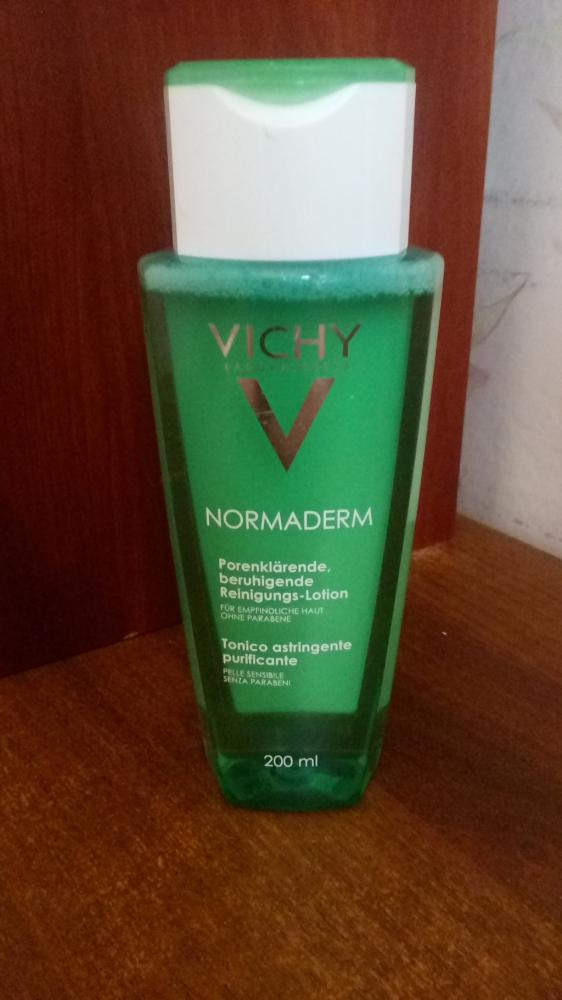 VICHY
LABORATOIRES
V
NORMADERM
Porenklärende,
beruhigende
Reinigungs-Lotion
FÜR EMPFINDLICHE HAUT
OHNE PARABENE
Tonico astringente
purificante
PELLE SENSIBILE
SENZA PARABENI
200 ml